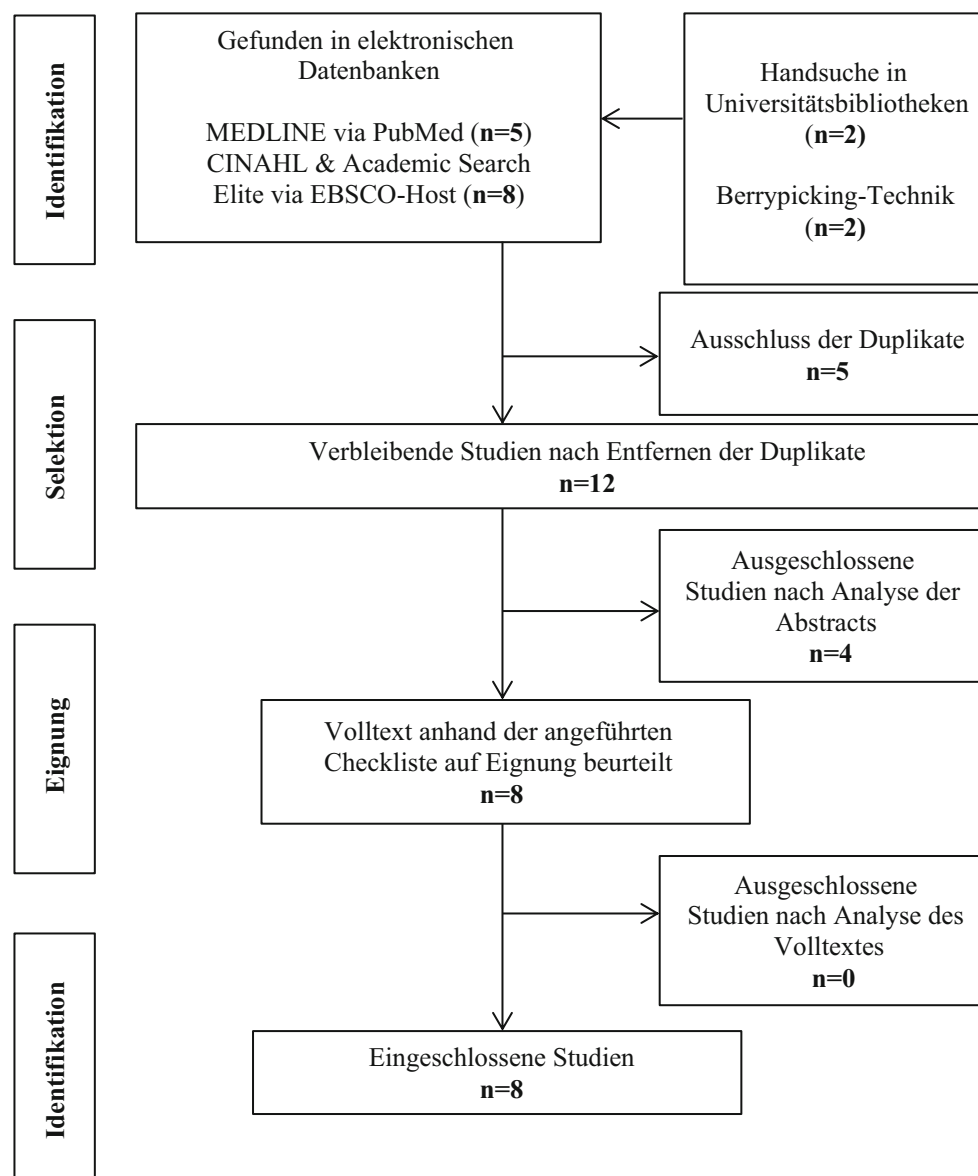 Identifikation
Gefunden in elektronischen
Datenbanken
MEDLINE via PubMed (n=5)
CINAHL & Academic Search
Elite via EBSCO-Host (n=8)
Handsuche in
Universitätsbibliotheken
(n=2)
Berrypicking-Technik
(n=2)
Selektion
Ausschluss der Duplikate
n=5
Verbleibende Studien nach Entfernen der Duplikate
n=12
Ausgeschlossene
Studien nach Analyse der
Abstracts
n=4
Eignung
Volltext anhand der angeführten
Checkliste auf Eignung beurteilt
n=8
Ausgeschlossene
Studien nach Analyse des
Volltextes
n=0
Identifikation
Eingeschlossene Studien
n=8